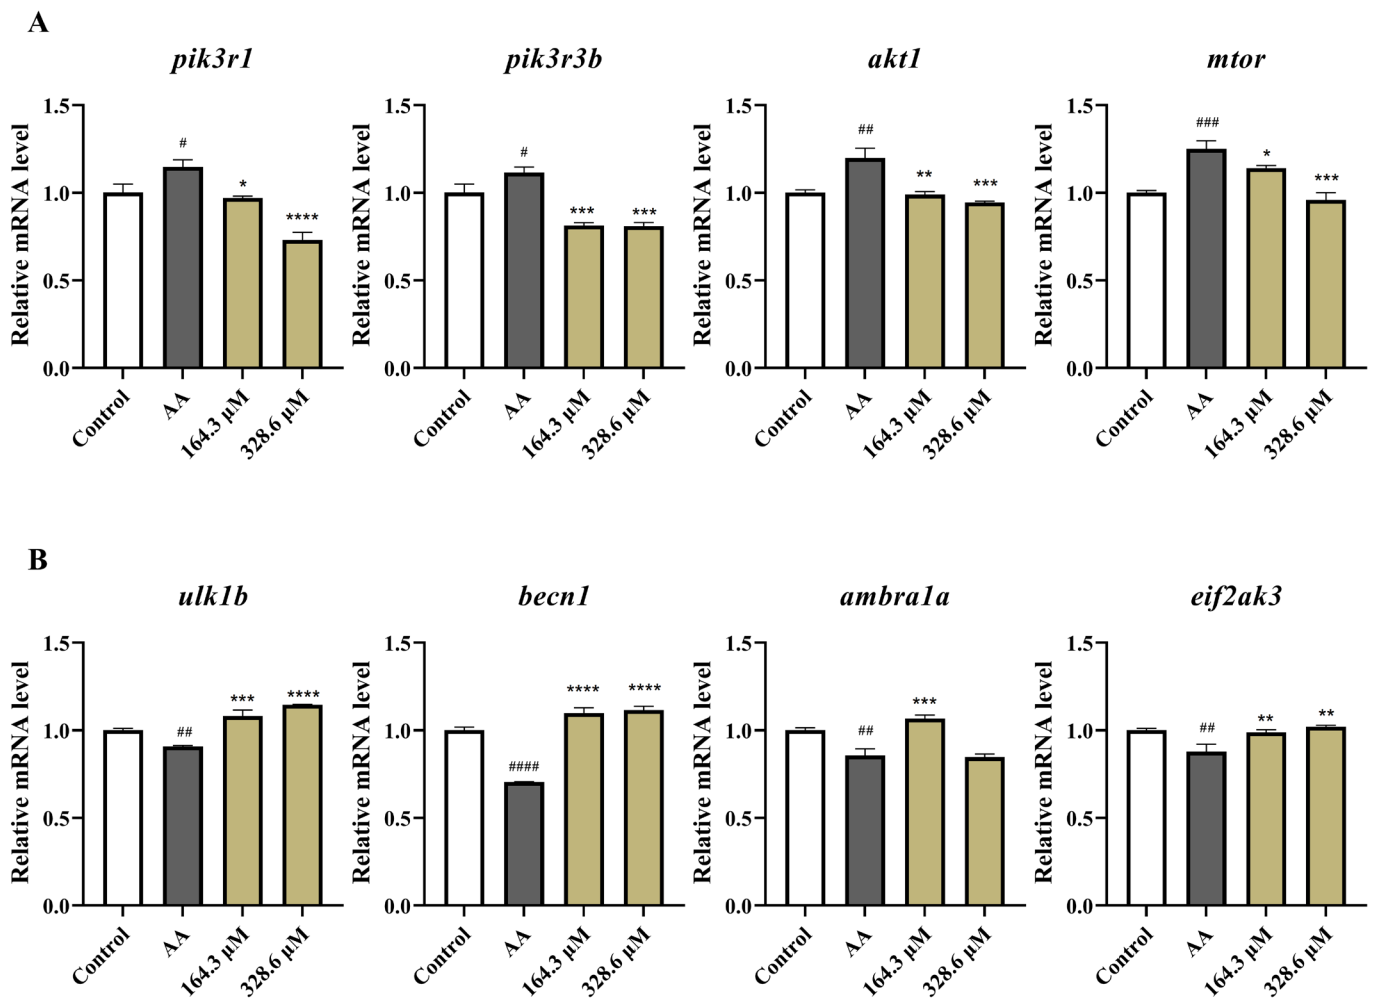 A
pik3r1
pik3r3b
akt1
mtor
Relative mRNA level
1.5
1.0
0.5
0.0
#
*
****
Control
AA
164.3 µM
328.6 µM
Relative mRNA level
1.5
1.0
0.5
0.0
#
***
***
Control
AA
164.3 µM
328.6 µM
Relative mRNA level
1.5
1.0
0.5
0.0
##
**
***
Control
AA
164.3 µM
328.6 µM
Relative mRNA level
1.5
1.0
0.5
0.0
###
*
***
Control
AA
164.3 µM
328.6 µM
B
ulk1b
becn1
ambra1a
eif2ak3
Relative mRNA level
1.5
1.0
0.5
0.0
##
***
****
Control
AA
164.3 µM
328.6 µM
Relative mRNA level
1.5
1.0
0.5
0.0
####
****
****
Control
AA
164.3 µM
328.6 µM
Relative mRNA level
1.5
1.0
0.5
0.0
##
***
Control
AA
164.3 µM
328.6 µM
Relative mRNA level
1.5
1.0
0.5
0.0
##
**
**
Control
AA
164.3 µM
328.6 µM